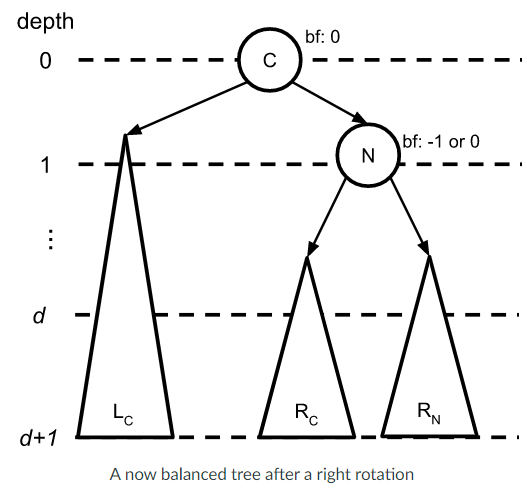 depth
bf: 0
0
C
bf: -1 or 0
N
1
⋮
d
L_C
R_C
R_N
d+1
A now balanced tree after a right rotation